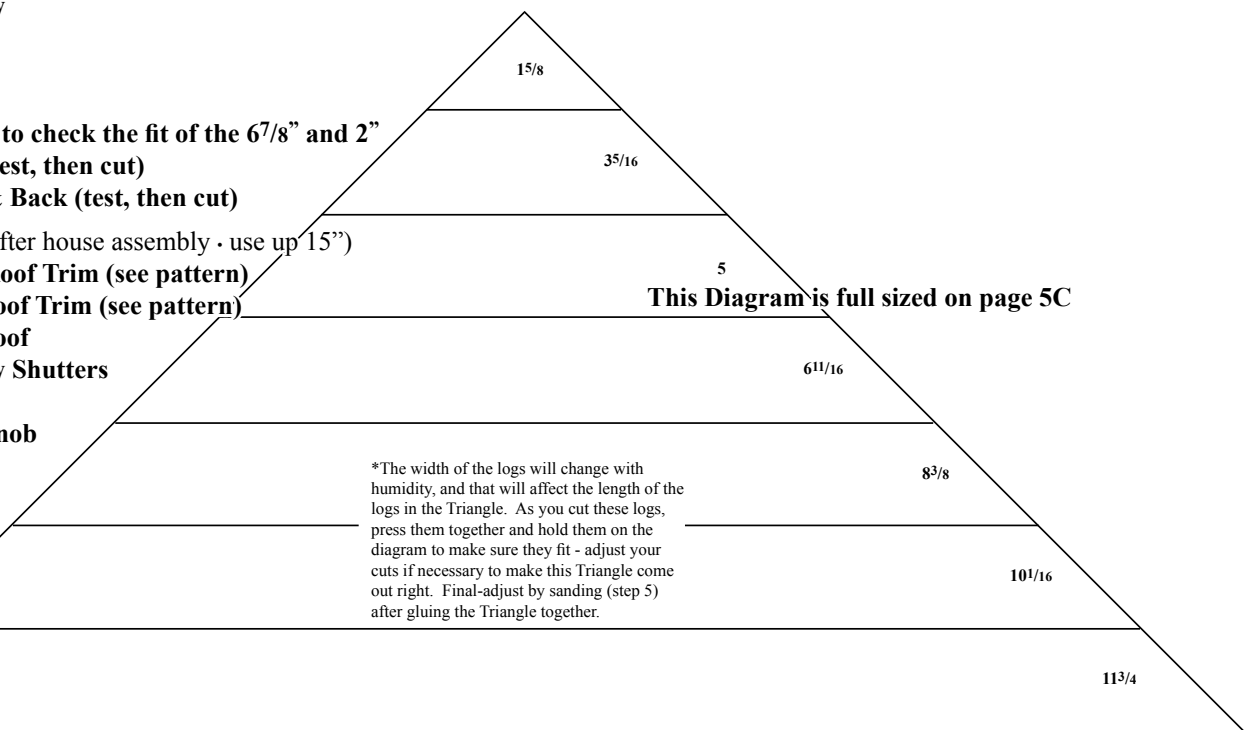 y
to check the fit of the 6 7/8” and 2”
est, then cut)
Back (test, then cut)
fter house assembly · use up 15”)
oof Trim (see pattern)
oof Trim (see pattern)
oof
Shutters
nob
1 5/8
3 5/16
5
This Diagram is full sized on page 5C
6 11/16
8 3/8
*The width of the logs will change with
humidity, and that will affect the length of the
logs in the Triangle. As you cut these logs,
press them together and hold them on the
diagram to make sure they fit - adjust your
cuts if necessary to make this Triangle come
out right. Final-adjust by sanding (step 5)
after gluing the Triangle together.
10 1/16
11 3/4